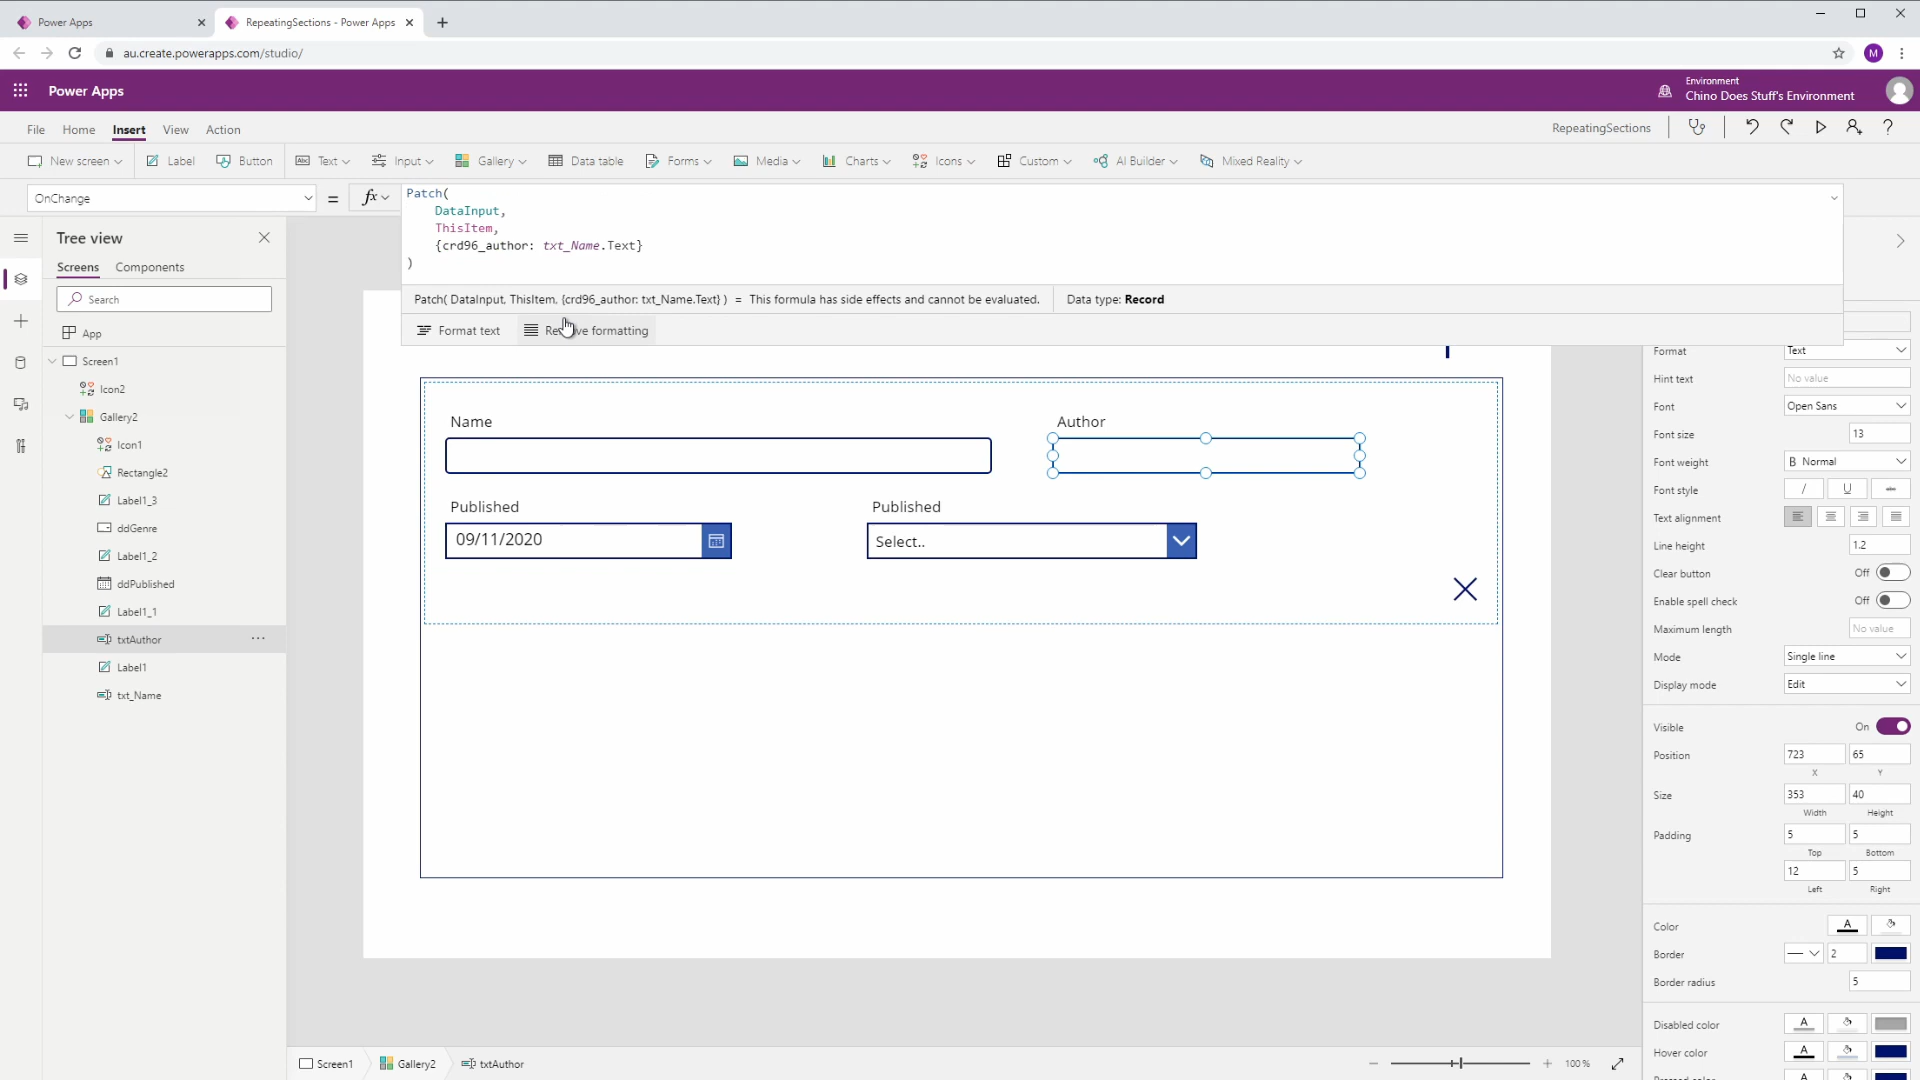 Power Apps
RepeatingSections - Power Apps
au.create.powerapps.com/studio/
M
Power Apps
Environment
Chino Does Stuff's Environment
File Home Insert View Action
RepeatingSections
New screen Label Button Text Input Gallery Data table Forms Media Charts Icons Custom AI Builder Mixed Reality
OnChange
=
fx
Patch(
DataInput,
ThisItem,
{crd96_author: txt_Name.Text}
)
Patch( DataInput, ThisItem, {crd96_author: txt_Name.Text} ) = This formula has side effects and cannot be evaluated.
Data type: Record
Format text
formatting
Tree view
Screens Components
Search
App
Screen1
Icon2
Gallery2
Icon1
Rectangle2
Label1_3
ddGenre
Label1_2
ddPublished
Label1_1
txtAuthor
Label1
txt_Name
Name
Author
Published
Published
09/11/2020
Select..
Format Text
Hint text No value
Font Open Sans
Font size 13
Font weight B Normal
Font style / U
Text alignment
Line height 1.2
Clear button Off
Enable spell check Off
Maximum length No value
Mode Single line
Display mode Edit
Visible On
Position 723 65
X Y
Size 353 40
Width Height
Padding 5 5
Top Bottom
12 5
Left Right
Color A
Border 2
Border radius 5
Disabled color A
Hover color A
Screen1 Gallery2 txtAuthor
100 %